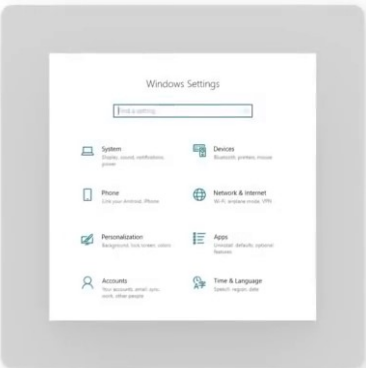 Windows Settings
Find a setting
System
Display, sound, notifications,
power
Devices
Bluetooth, printers, mouse
Phone
Link your Android, iPhone
Network & Internet
Wi-Fi, airplane mode, VPN
Personalization
Background, lock screen, colors
Apps
Uninstall, defaults, optional
features
Accounts
Your accounts, email, sync,
work, other people
Time & Language
Speech, region, date